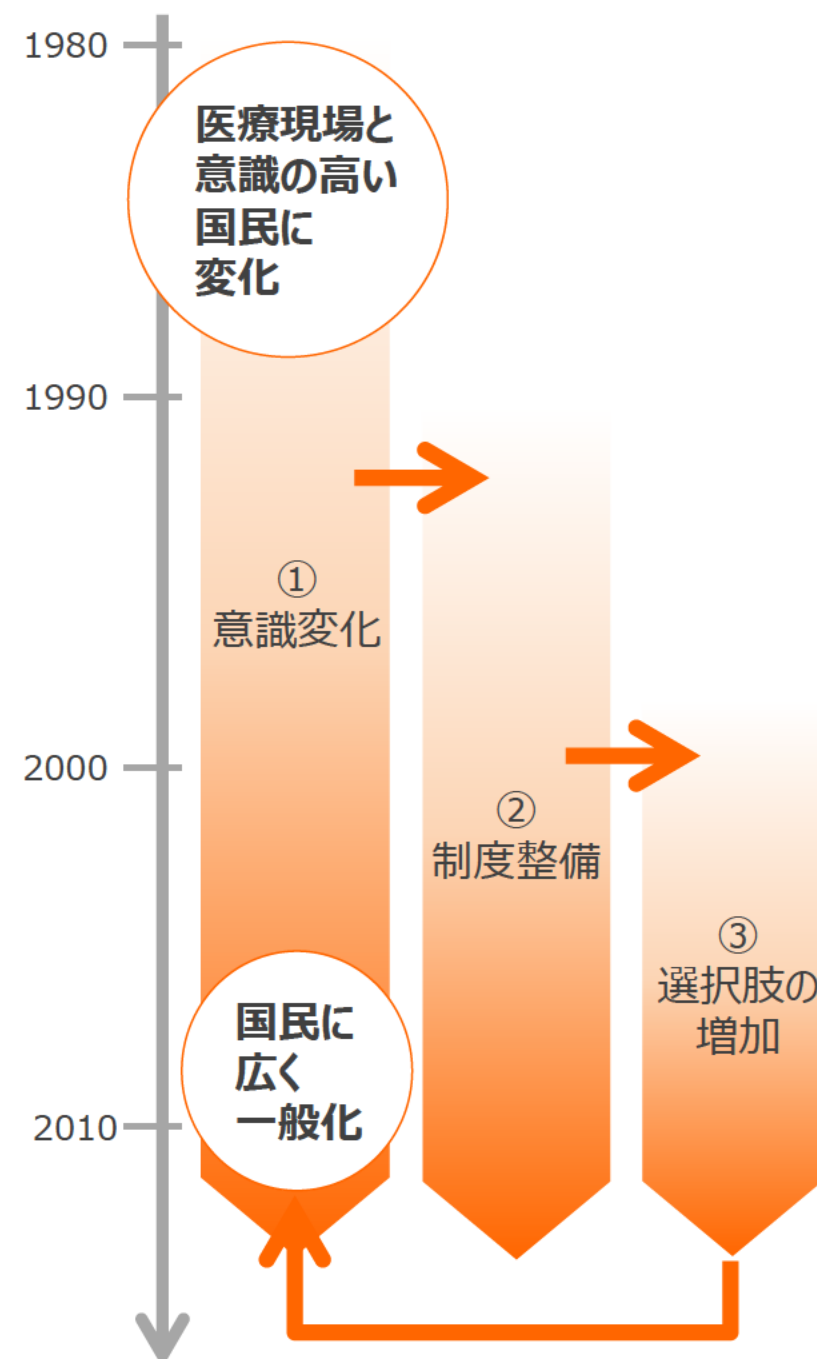 1980
医療現場と
意識の高い
国民に
変化
1990
①
意識変化
2000
②
制度整備
③
選択肢の
増加
国民に
広く
一般化
2010